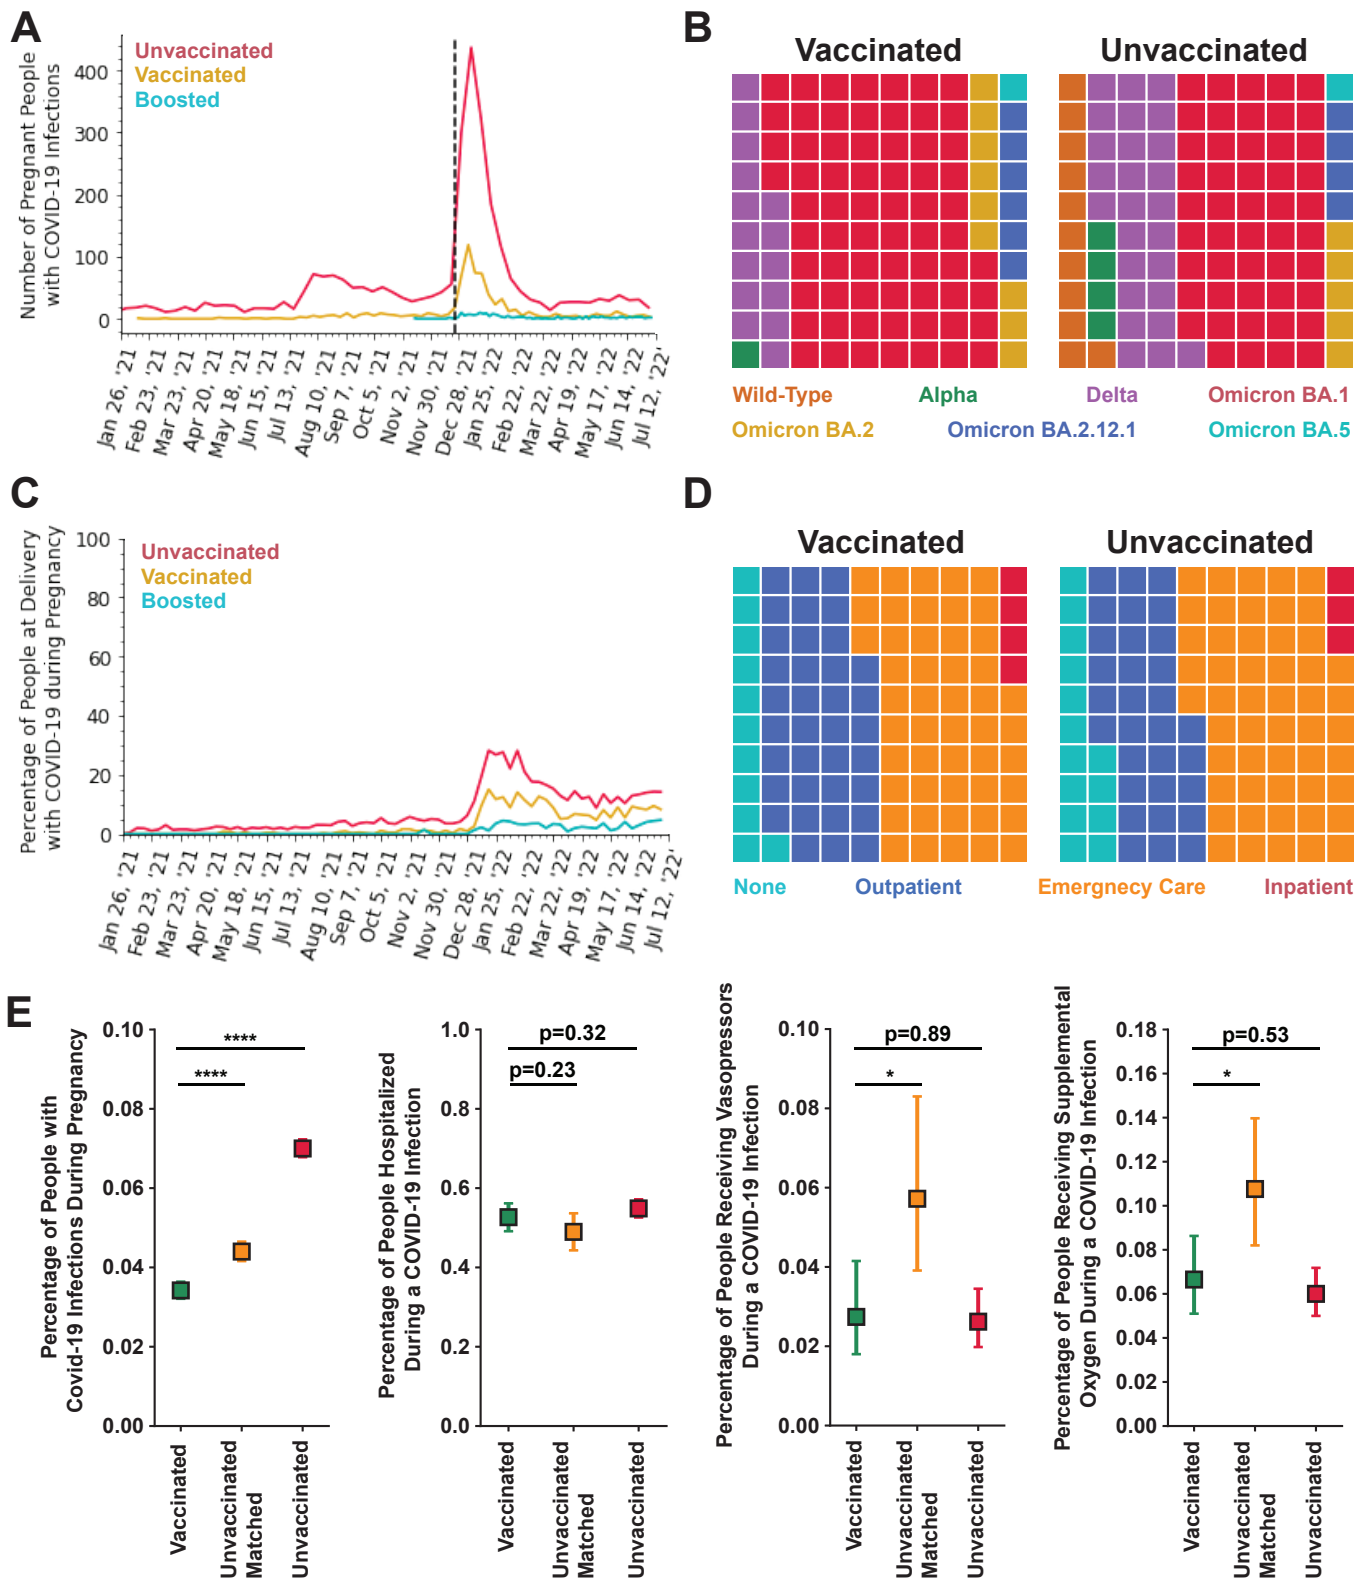 A
Number of Pregnant People
with COVID-19 Infections
Unvaccinated
Vaccinated
Boosted
400
300
200
100
0
Jan 26, '21
Feb 23, '21
Mar 23, '21
Apr 20, '21
May 18, '21
Jun 15, '21
Jul 13, '21
Aug 10, '21
Sep 7, '21
Oct 5, '21
Nov 2, '21
Nov 30, '21
Dec 28, '21
Jan 25, '22
Feb 22, '22
Mar 22, '22
Apr 19, '22
May 17, '22
Jun 14, '22
Jul 12, '22'
B
Vaccinated
Unvaccinated
Wild-Type
Alpha
Delta
Omicron BA.1
Omicron BA.2
Omicron BA.2.12.1
Omicron BA.5
C
Percentage of People at Delivery
with COVID-19 during Pregnancy
Unvaccinated
Vaccinated
Boosted
100
80
60
40
20
0
Jan 26, '21
Feb 23, '21
Mar 23, '21
Apr 20, '21
May 18, '21
Jun 15, '21
Jul 13, '21
Aug 10, '21
Sep 7, '21
Oct 5, '21
Nov 2, '21
Nov 30, '21
Dec 28, '21
Jan 25, '22
Feb 22, '22
Mar 22, '22
Apr 19, '22
May 17, '22
Jun 14, '22
Jul 12, '22'
D
Vaccinated
Unvaccinated
None
Outpatient
Emergnecy Care
Inpatient
E
Percentage of People with
Covid-19 Infections During Pregnancy
0.10
0.08
0.06
0.04
0.02
0.00
****
****
Vaccinated
Unvaccinated
Matched
Unvaccinated
Percentage of People Hospitalized
During a COVID-19 Infection
1.0
0.8
0.6
0.4
0.2
0.0
p=0.32
p=0.23
Vaccinated
Unvaccinated
Matched
Unvaccinated
Percentage of People Receiving Vasopressors
During a COVID-19 Infection
0.10
0.08
0.06
0.04
0.02
0.00
p=0.89
*
Vaccinated
Unvaccinated
Matched
Unvaccinated
Percentage of People Receiving Supplemental
Oxygen During a COVID-19 Infection
0.18
0.16
0.14
0.12
0.10
0.08
0.06
0.04
0.02
0.00
p=0.53
*
Vaccinated
Unvaccinated
Matched
Unvaccinated